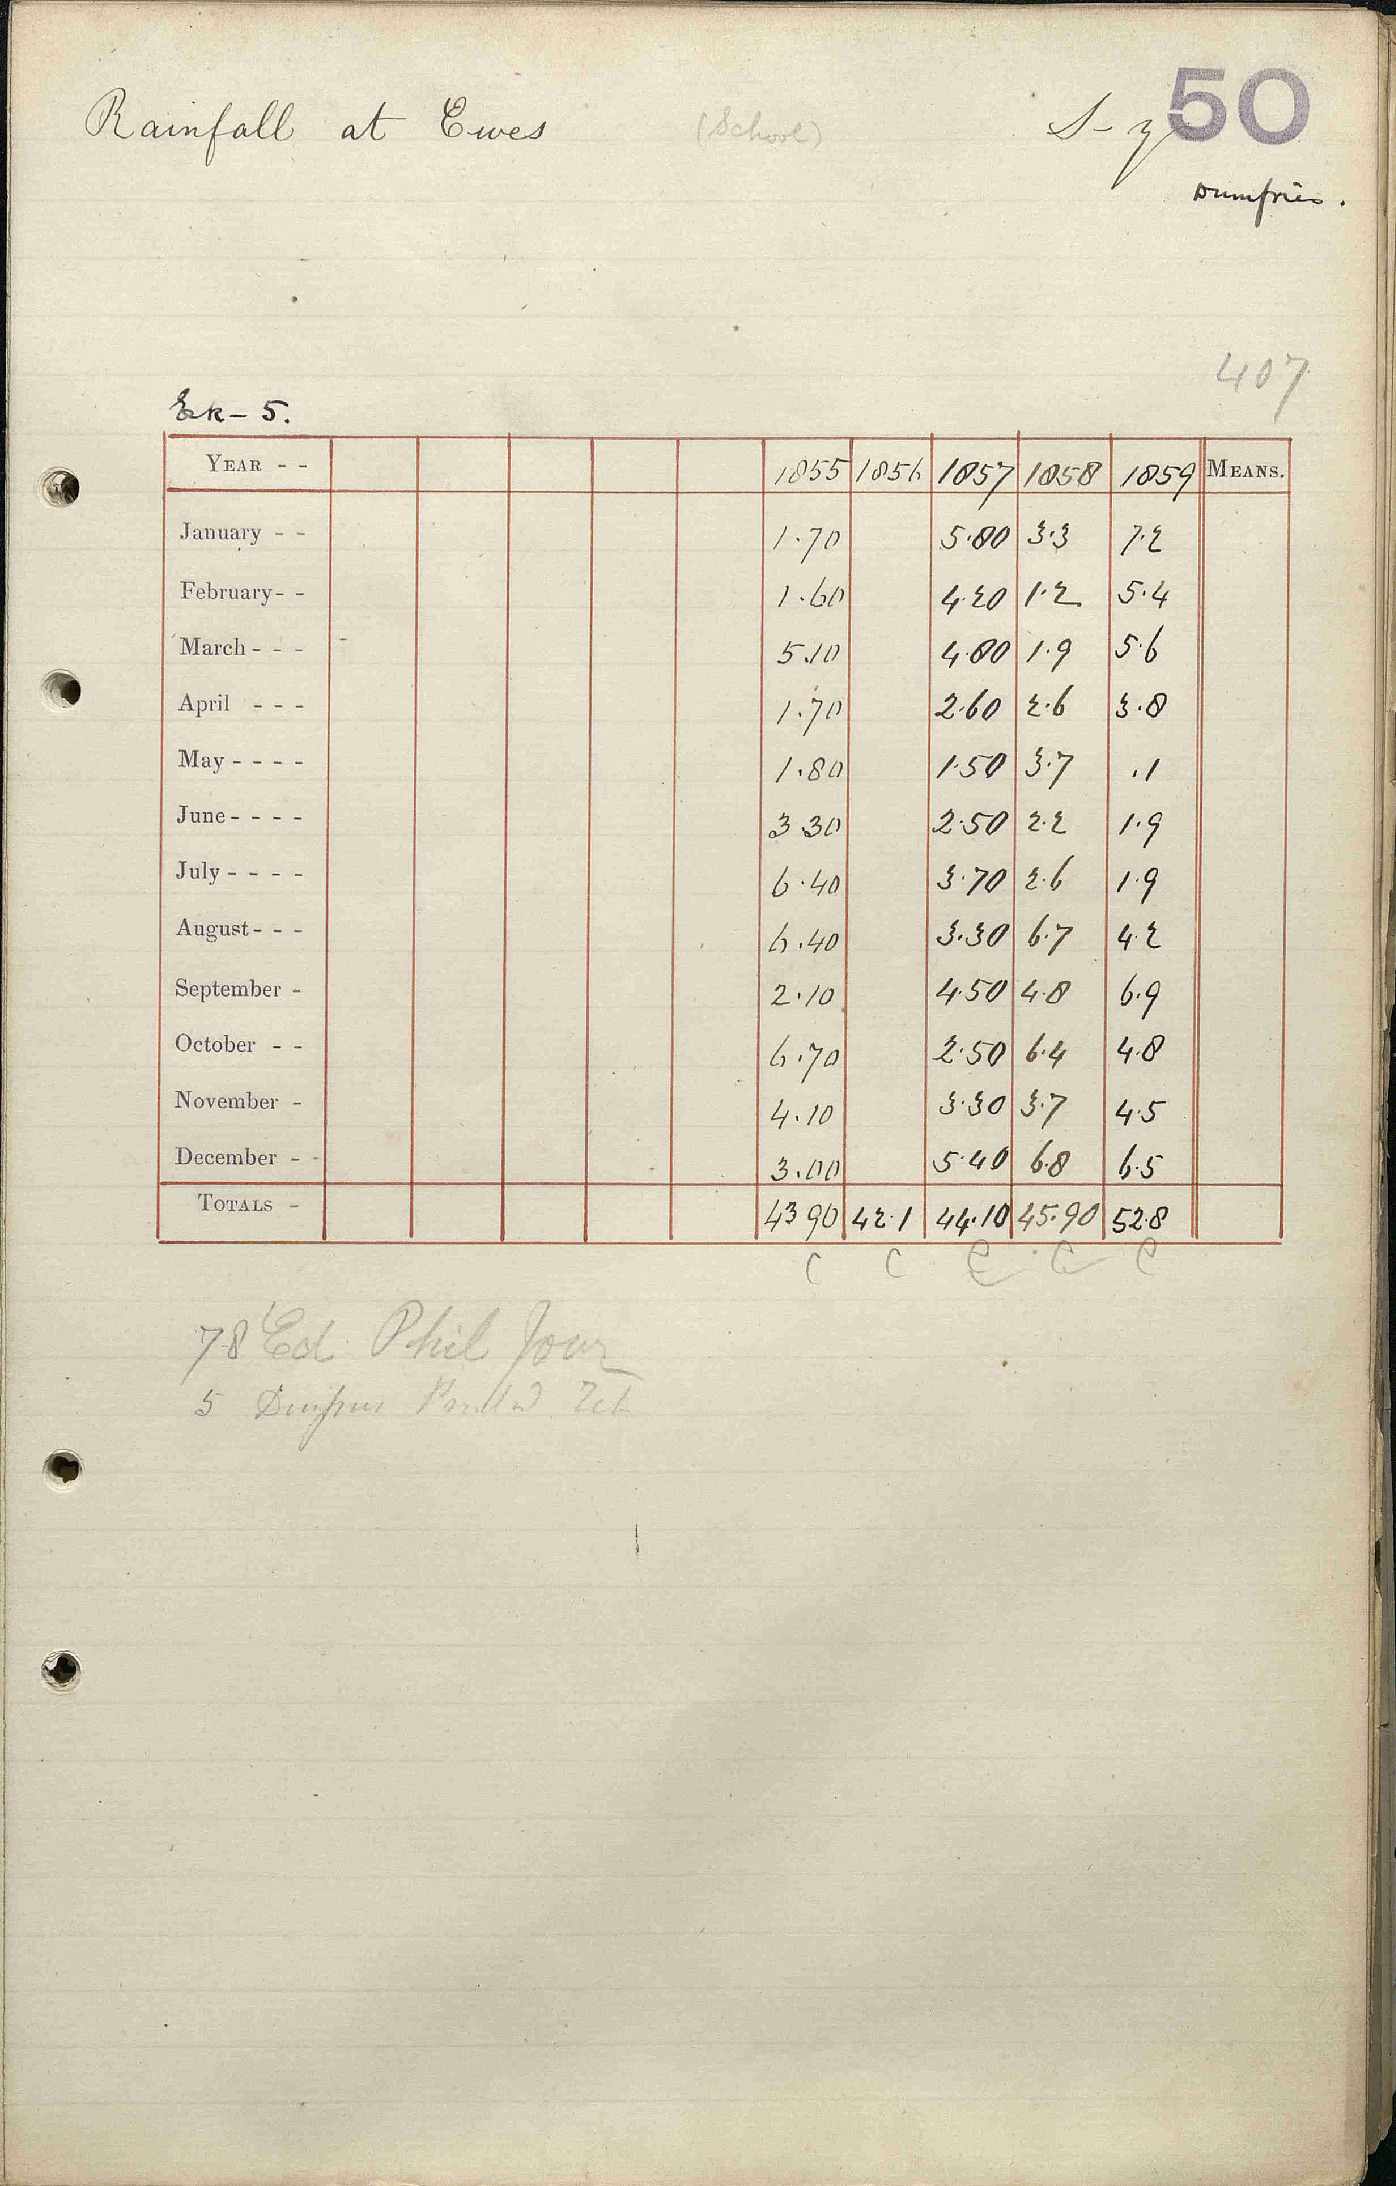 50
Rainfall at Ewes (School) S-z
Dumfries.
407
Ek-5.
YEAR - - 1855 1856 1857 1858 1859 MEANS.
January - - 1.70 5.80 3.3 7.2
February - - 1.60 4.20 1.2 5.4
March - - - 5.10 4.80 1.9 5.6
April - - - 1.70 2.60 2.6 3.8
May - - - - 1.80 1.50 3.7 .1
June - - - - 3 30 2.50 2.2 1.9
July - - - - 6.40 3.70 2.6 1.9
August - - - 6.40 3.30 6.7 4.2
September - 2.10 4.50 4.8 6.9
October - - 6.70 2.50 6.4 4.8
November - 4.10 3.30 3.7 4.5
December - - 3.00 5.40 6.8 6.5
TOTALS - 43 90 42.1 44.10 45.90 52.8
C C C C C
78 Ed Phil Jour
5